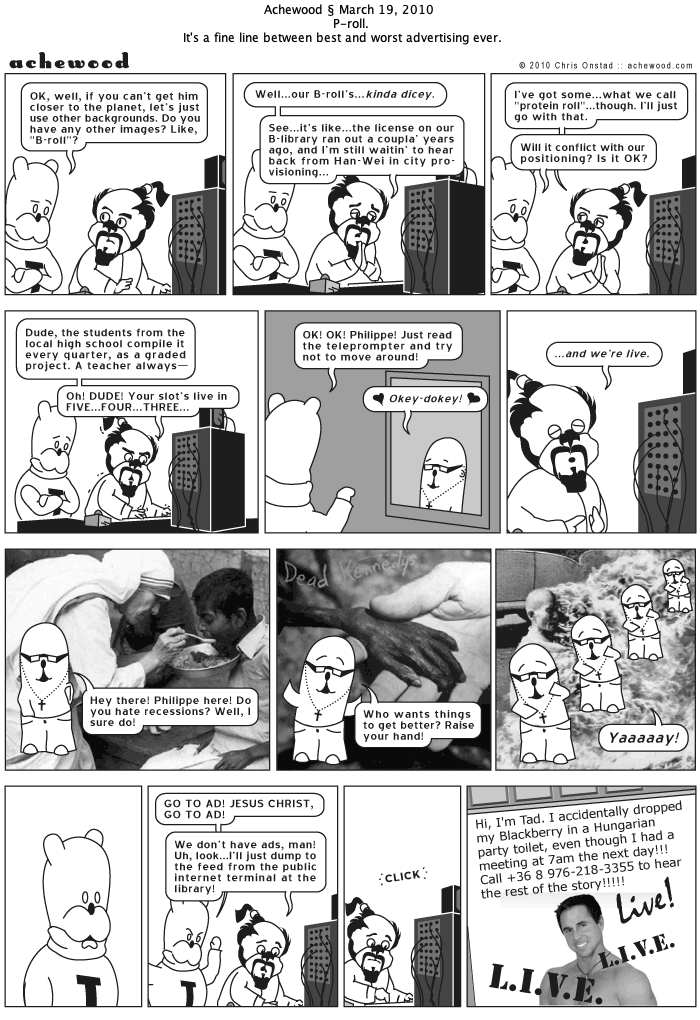 Achewood § March 19, 2010
P-roll.
It's a fine line between best and worst advertising ever.
achewood
© 2010 Chris Onstad :: achewood.com
OK, well, if you can't get him
closer to the planet, let's just
use other backgrounds. Do you
have any other images? Like,
"B-roll"?
Well...our B-roll's...kinda dicey.
See...it's like...the license on our
B-library ran out a coupla' years
ago, and I'm still waitin' to hear
back from Han-Wei in city pro-
visioning...
I've got some...what we call
"protein roll"...though. I'll just
go with that.
Will it conflict with our
positioning? Is it OK?
Dude, the students from the
local high school compile it
every quarter, as a graded
project. A teacher always—
Oh! DUDE! Your slot's live in
FIVE...FOUR...THREE...
OK! OK! Philippe! Just read
the teleprompter and try
not to move around!
Okey-dokey!
...and we're live.
Hey there! Philippe here! Do
you hate recessions? Well, I
sure do!
Dead Kennedys
Who wants things
to get better? Raise
your hand!
Yaaaaay!
T
GO TO AD! JESUS CHRIST,
GO TO AD!
We don't have ads, man!
Uh, look...I'll just dump to
the feed from the public
internet terminal at the
library!
T
CLICK
Hi, I'm Tad. I accidentally dropped
my Blackberry in a Hungarian
party toilet, even though I had a
meeting at 7am the next day!!!
Call +36 8 976-218-3355 to hear
the rest of the story!!!!!
Live!
L.I.V.E.
L.I.V.E.